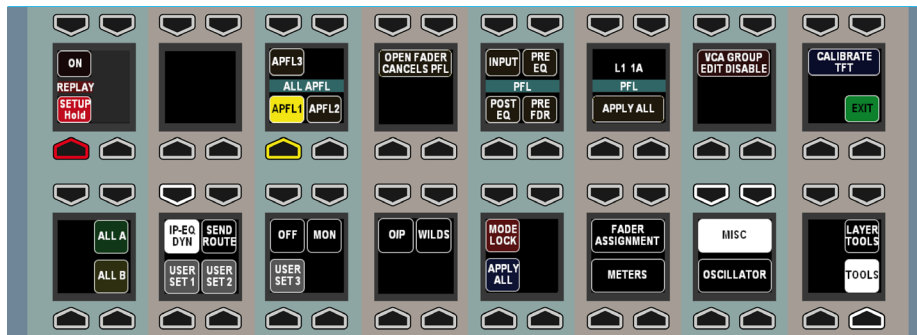 ON
REPLAY
SETUP
Hold
APFL3
ALL APFL
APFL1 APFL2
OPEN FADER
CANCELS PFL
INPUT PRE
EQ
PFL
POST
EQ
PRE
FDR
L1 1A
PFL
APPLY ALL
VCA GROUP
EDIT DISABLE
CALIBRATE
TFT
EXIT
ALL A
ALL B
IP-EQ
DYN
SEND
ROUTE
USER
SET 1
USER
SET 2
OFF MON
USER
SET 3
OIP WILDS
MODE
LOCK
APPLY
ALL
FADER
ASSIGNMENT
METERS
MISC
OSCILLATOR
LAYER
TOOLS
TOOLS